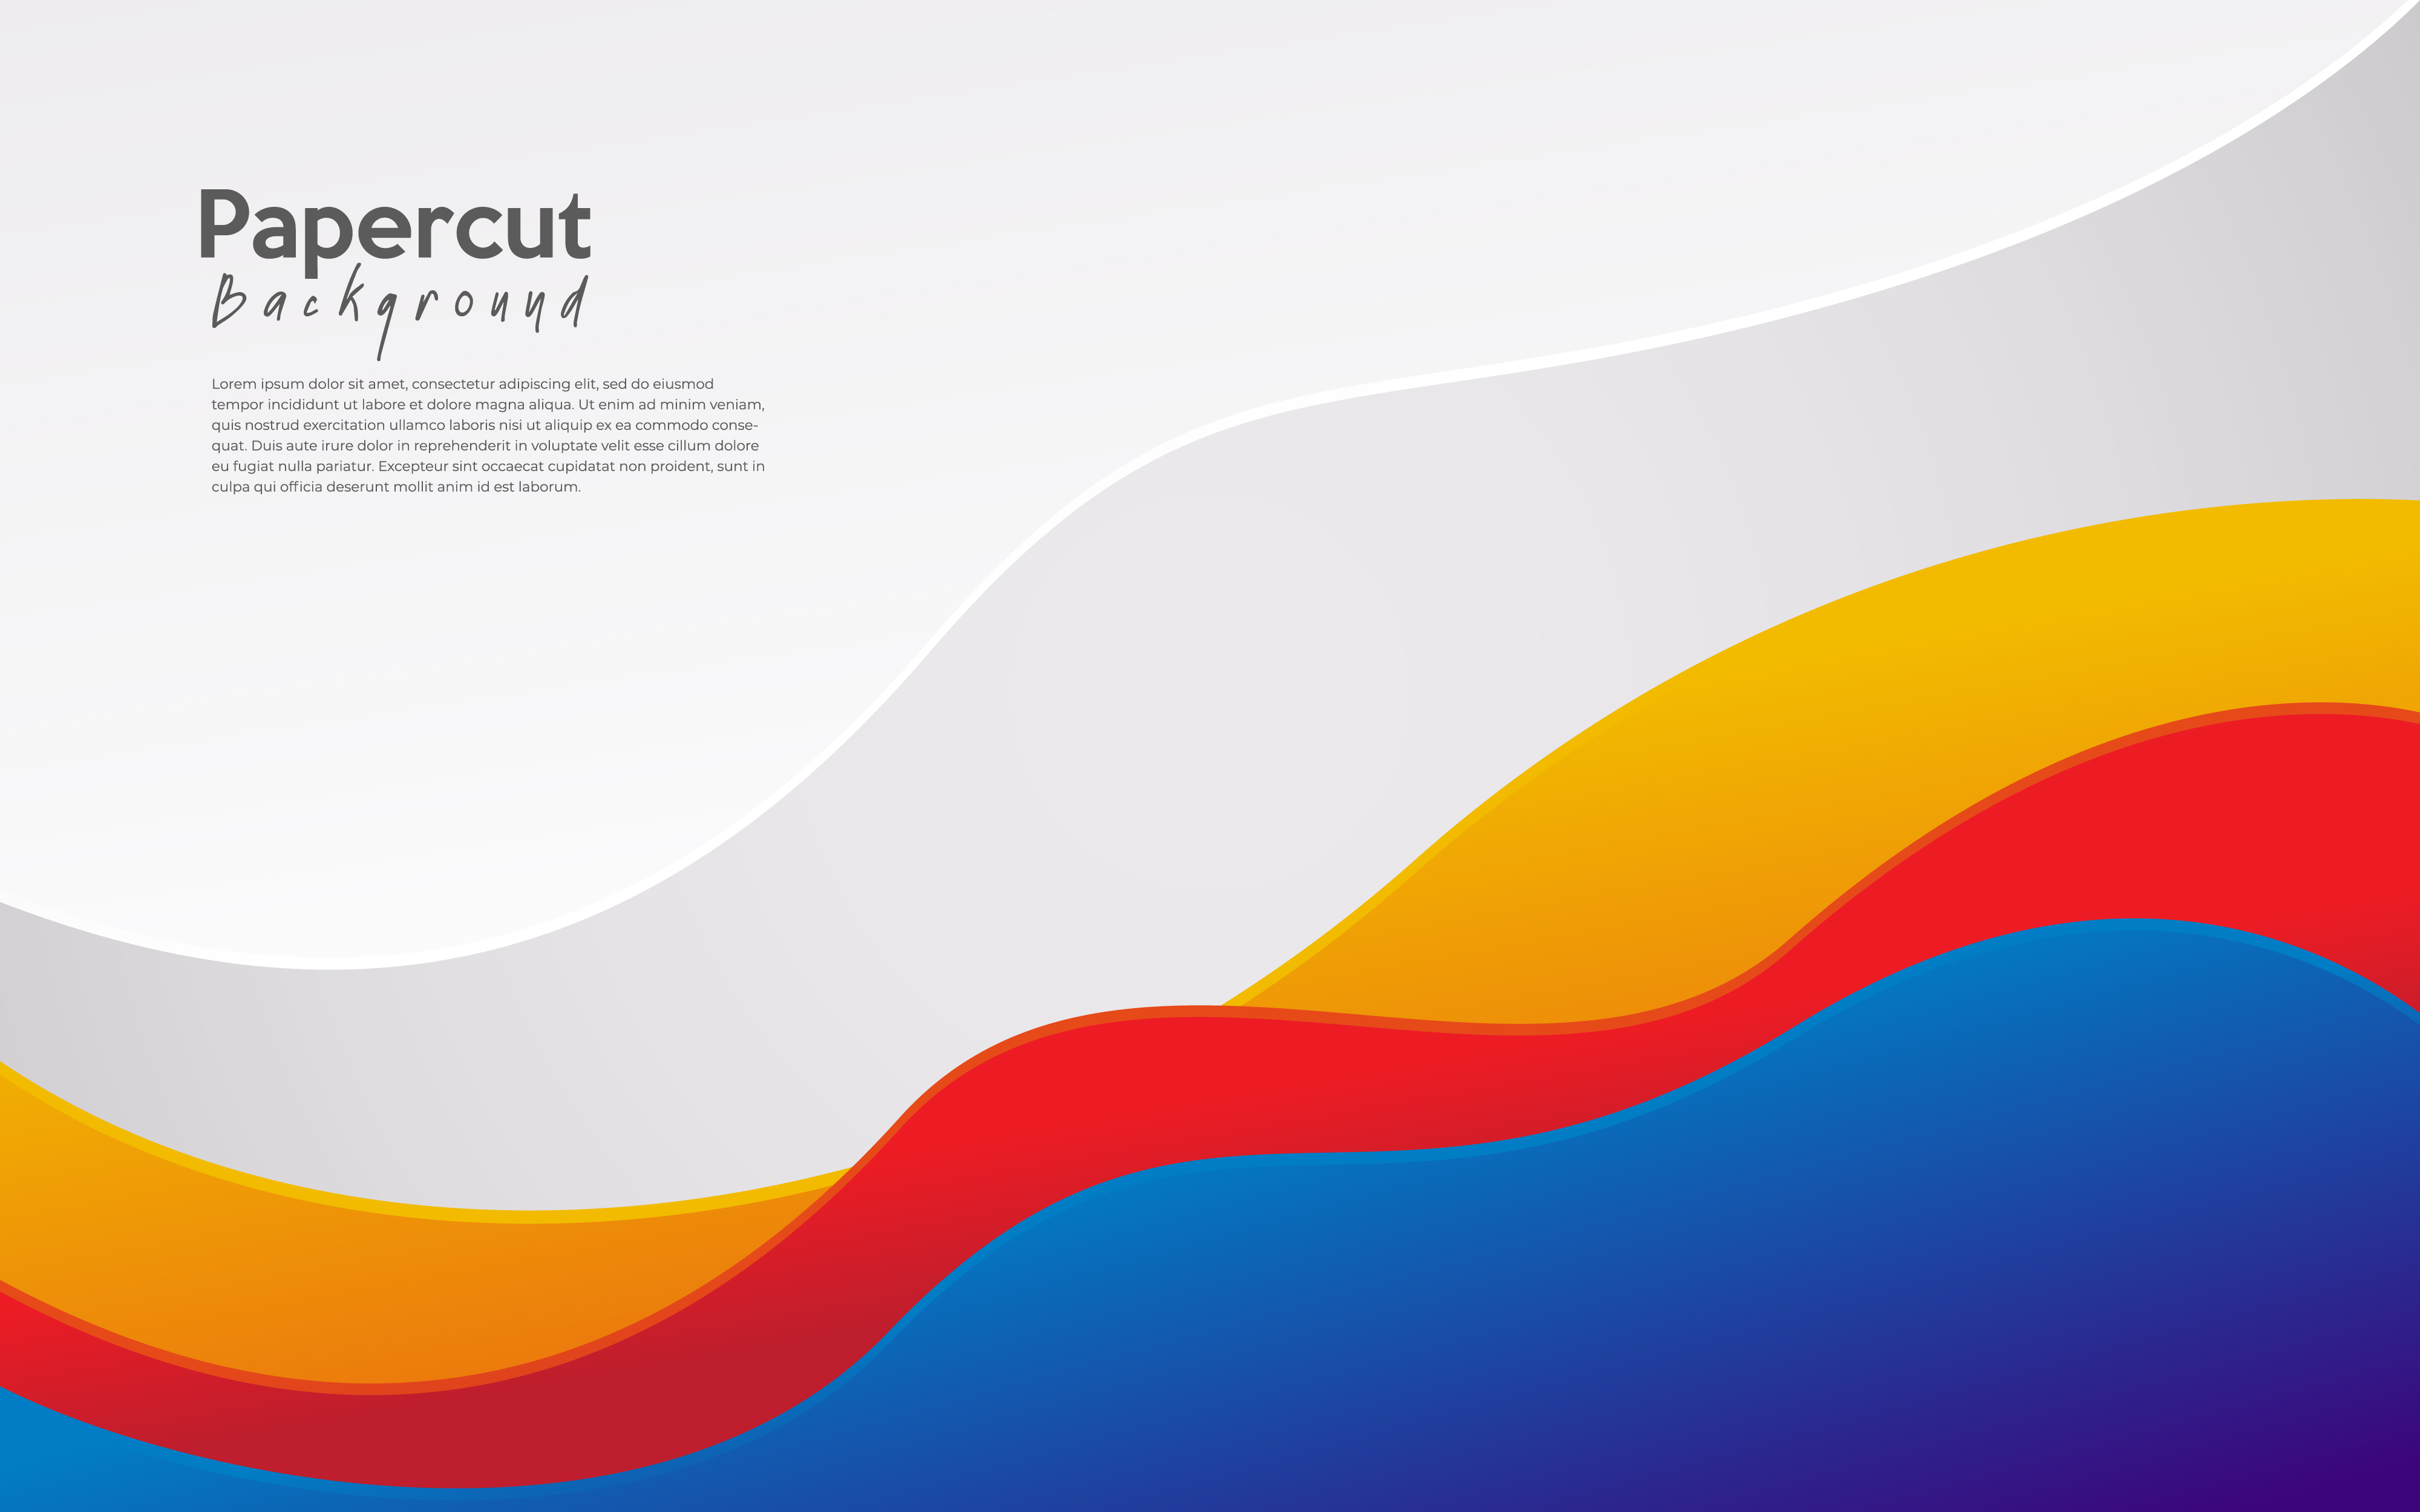 Papercut
Background
Lorem ipsum dolor sit amet, consectetur adipiscing elit, sed do eiusmod
tempor incididunt ut labore et dolore magna aliqua. Ut enim ad minim veniam,
quis nostrud exercitation ullamco laboris nisi ut aliquip ex ea commodo conse-
quat. Duis aute irure dolor in reprehenderit in voluptate velit esse cillum dolore
eu fugiat nulla pariatur. Excepteur sint occaecat cupidatat non proident, sunt in
culpa qui officia deserunt mollit anim id est laborum.